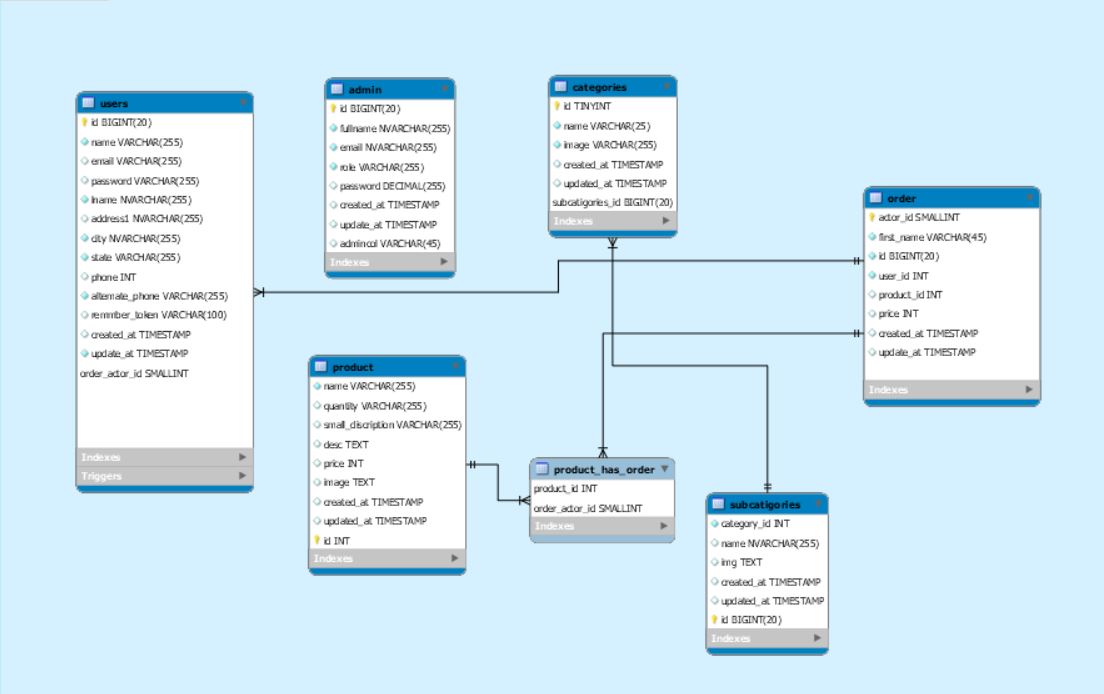 users
id BIGINT(20)
name VARCHAR(255)
email VARCHAR(255)
password VARCHAR(255)
lname NVARCHAR(255)
address1 NVARCHAR(255)
city NVARCHAR(255)
state VARCHAR(255)
phone INT
alternate_phone VARCHAR(255)
remmber_token VARCHAR(100)
created_at TIMESTAMP
update_at TIMESTAMP
order_actor_id SMALLINT
Indexes
Triggers
admin
id BIGINT(20)
fullname NVARCHAR(255)
email NVARCHAR(255)
role VARCHAR(255)
password DECIMAL(255)
created_at TIMESTAMP
update_at TIMESTAMP
admincol VARCHAR(45)
Indexes
categories
id TINYINT
name VARCHAR(25)
image VARCHAR(255)
created_at TIMESTAMP
updated_at TIMESTAMP
subcatigories_id BIGINT(20)
Indexes
order
actor_id SMALLINT
first_name VARCHAR(45)
id BIGINT(20)
user_id INT
product_id INT
price INT
created_at TIMESTAMP
update_at TIMESTAMP
Indexes
product
name VARCHAR(255)
quantity VARCHAR(255)
small_discription VARCHAR(255)
desc TEXT
price INT
image TEXT
created_at TIMESTAMP
updated_at TIMESTAMP
id INT
Indexes
product_has_order
product_id INT
order_actor_id SMALLINT
Indexes
subcatigories
category_id INT
name NVARCHAR(255)
img TEXT
created_at TIMESTAMP
updated_at TIMESTAMP
id BIGINT(20)
Indexes